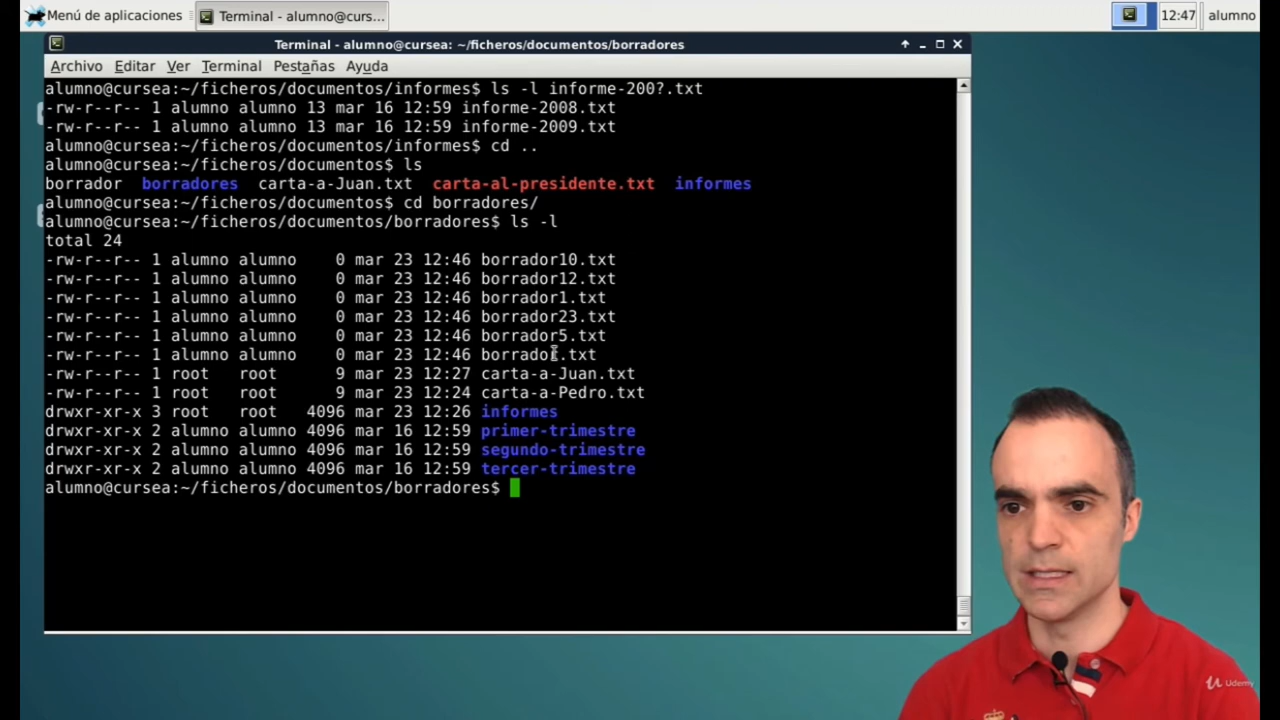 Menú de aplicaciones
Terminal - alumno@curs...
12:47
alumno
Terminal - alumno@cursea: ~/ficheros/documentos/borradores
Archivo Editar Ver Terminal Pestañas Ayuda
alumno@cursea:~/ficheros/documentos/informes$ ls -l informe-200?.txt
-rw-r--r-- 1 alumno alumno 13 mar 16 12:59 informe-2008.txt
-rw-r--r-- 1 alumno alumno 13 mar 16 12:59 informe-2009.txt
alumno@cursea:~/ficheros/documentos/informes$ cd ..
alumno@cursea:~/ficheros/documentos$ ls
borrador borradores carta-a-Juan.txt carta-al-presidente.txt informes
alumno@cursea:~/ficheros/documentos$ cd borradores/
alumno@cursea:~/ficheros/documentos/borradores$ ls -l
total 24
-rw-r--r-- 1 alumno alumno 0 mar 23 12:46 borrador10.txt
-rw-r--r-- 1 alumno alumno 0 mar 23 12:46 borrador12.txt
-rw-r--r-- 1 alumno alumno 0 mar 23 12:46 borrador1.txt
-rw-r--r-- 1 alumno alumno 0 mar 23 12:46 borrador23.txt
-rw-r--r-- 1 alumno alumno 0 mar 23 12:46 borrador5.txt
-rw-r--r-- 1 alumno alumno 0 mar 23 12:46 borrador.txt
-rw-r--r-- 1 root root 9 mar 23 12:27 carta-a-Juan.txt
-rw-r--r-- 1 root root 9 mar 23 12:24 carta-a-Pedro.txt
drwxr-xr-x 3 root root 4096 mar 23 12:26 informes
drwxr-xr-x 2 alumno alumno 4096 mar 16 12:59 primer-trimestre
drwxr-xr-x 2 alumno alumno 4096 mar 16 12:59 segundo-trimestre
drwxr-xr-x 2 alumno alumno 4096 mar 16 12:59 tercer-trimestre
alumno@cursea:~/ficheros/documentos/borradores$
Udemy